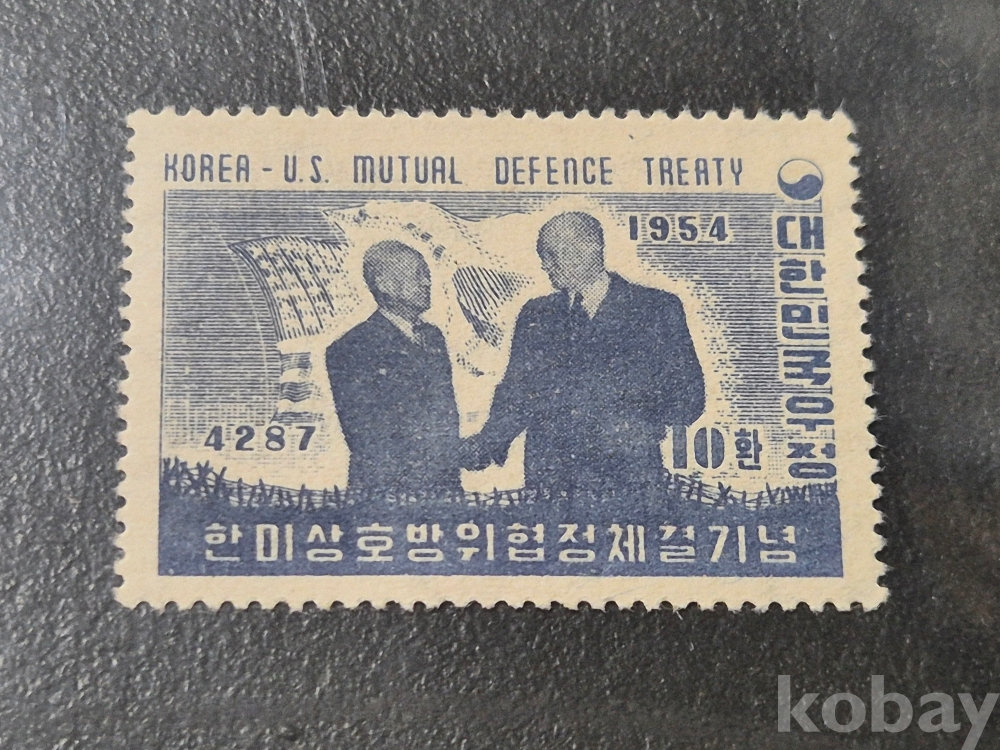 KOREA - U.S. MUTUAL DEFENCE TREATY
1954
대한민국우정
4287
10환
한미상호방위협정체결기념
kobay